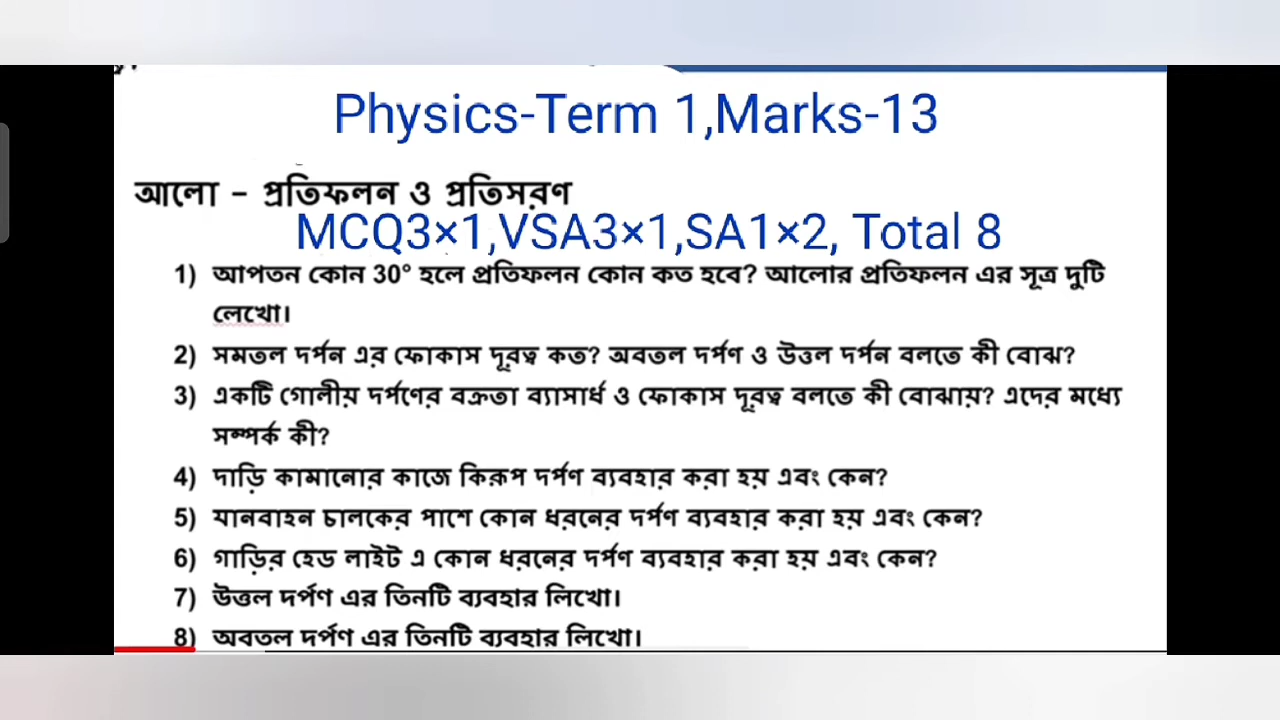 Physics-Term 1,Marks-13
আলো – প্রতিফলন ও প্রতিসরণ
MCQ3×1,VSA3×1,SA1×2, Total 8
1) আপতন কোন 30° হলে প্রতিফলন কোন কত হবে? আলোর প্রতিফলন এর সূত্র দুটি
লেখো।
2) সমতল দর্পন এর ফোকাস দূরত্ব কত? অবতল দর্পণ ও উত্তল দর্পন বলতে কী বোঝ?
3) একটি গোলীয় দর্পণের বক্রতা ব্যাসার্ধ ও ফোকাস দূরত্ব বলতে কী বোঝায়? এদের মধ্যে
সম্পর্ক কী?
4) দাড়ি কামানোর কাজে কিরূপ দর্পণ ব্যবহার করা হয় এবং কেন?
5) যানবাহন চালকের পাশে কোন ধরনের দর্পণ ব্যবহার করা হয় এবং কেন?
6) গাড়ির হেড লাইট এ কোন ধরনের দর্পণ ব্যবহার করা হয় এবং কেন?
7) উত্তল দর্পণ এর তিনটি ব্যবহার লিখো।
8) অবতল দর্পণ এর তিনটি ব্যবহার লিখো।